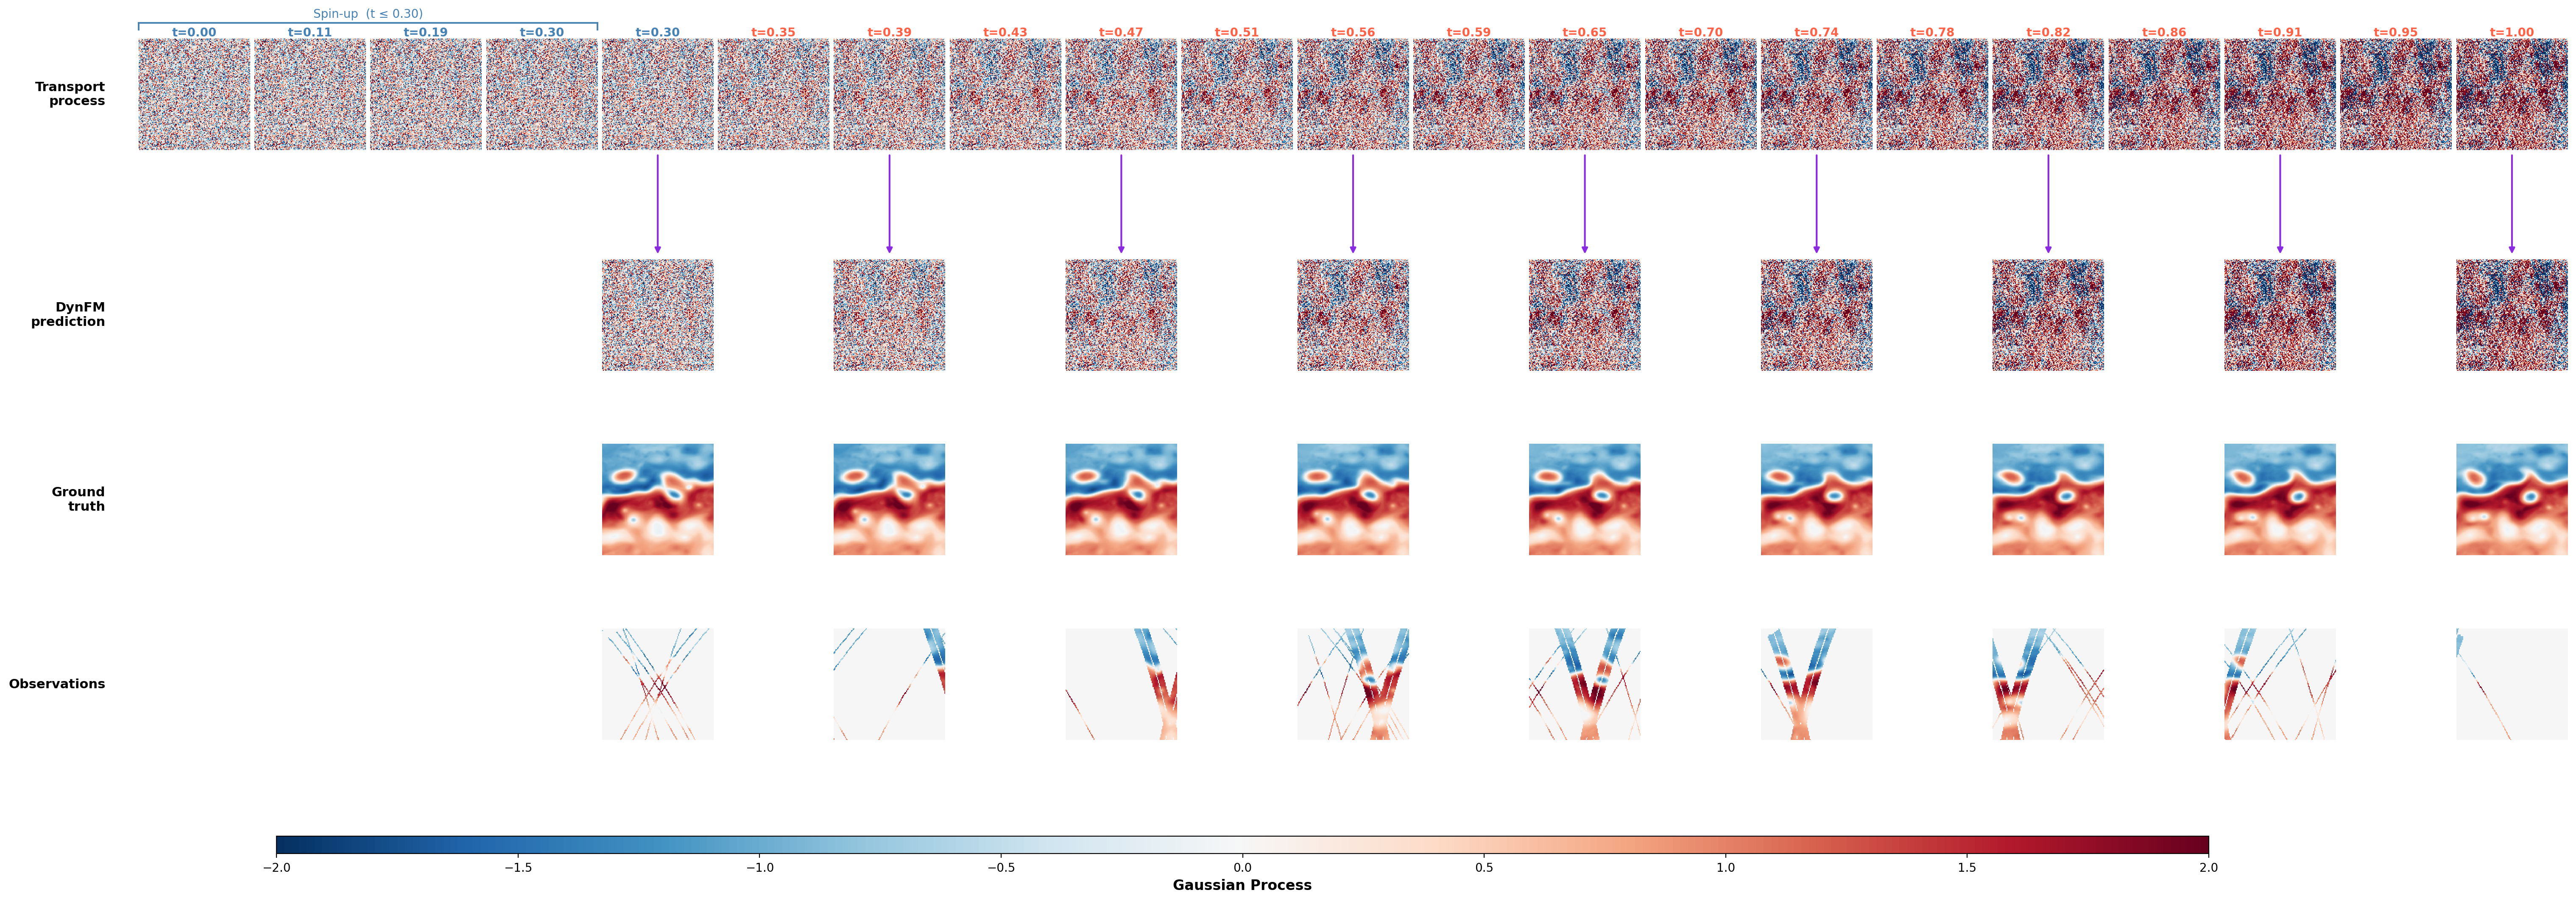 Spin-up  (t ≤ 0.30)
t=0.00 t=0.11 t=0.19 t=0.30 t=0.30 t=0.35 t=0.39 t=0.43 t=0.47 t=0.51 t=0.56 t=0.59 t=0.65 t=0.70 t=0.74 t=0.78 t=0.82 t=0.86 t=0.91 t=0.95 t=1.00
Transport
process
DynFM
prediction
Ground
truth
Observations
−2.0 −1.5 −1.0 −0.5 0.0 0.5 1.0 1.5 2.0
Gaussian Process